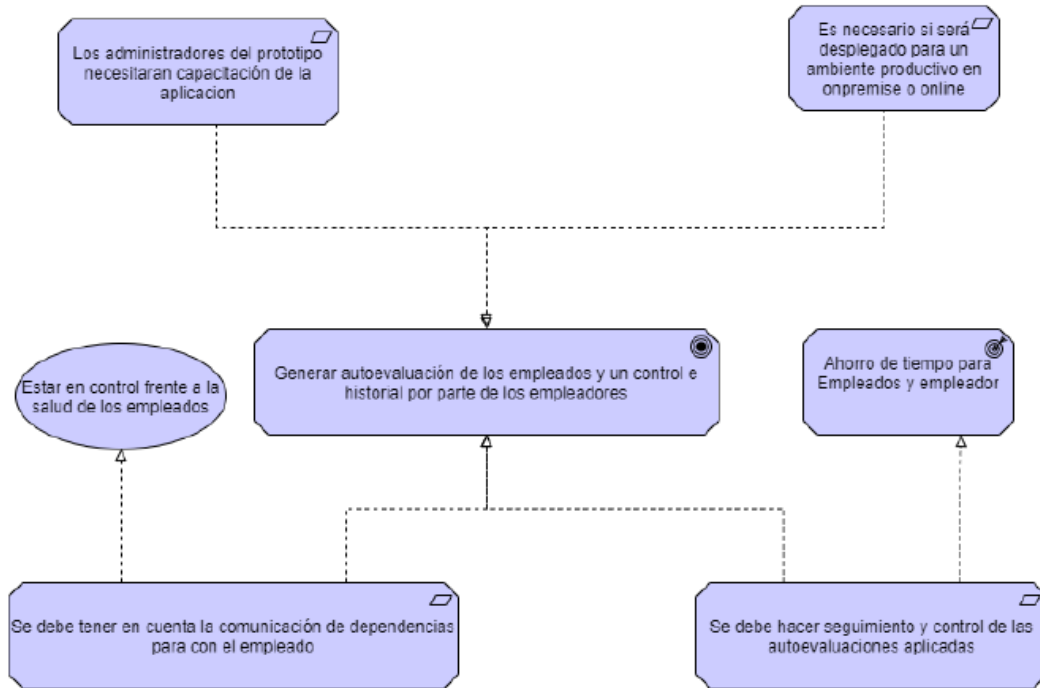 Los administradores del prototipo
necesitaran capacitación de la
aplicacion
Es necesario si será
desplegado para un
ambiente productivo en
onpremise o online
Estar en control frente a la
salud de los empleados
Generar autoevaluación de los empleados y un control e
historial por parte de los empleadores
Ahorro de tiempo para
Empleados y empleador
Se debe tener en cuenta la comunicación de dependencias
para con el empleado
Se debe hacer seguimiento y control de las
autoevaluaciones aplicadas